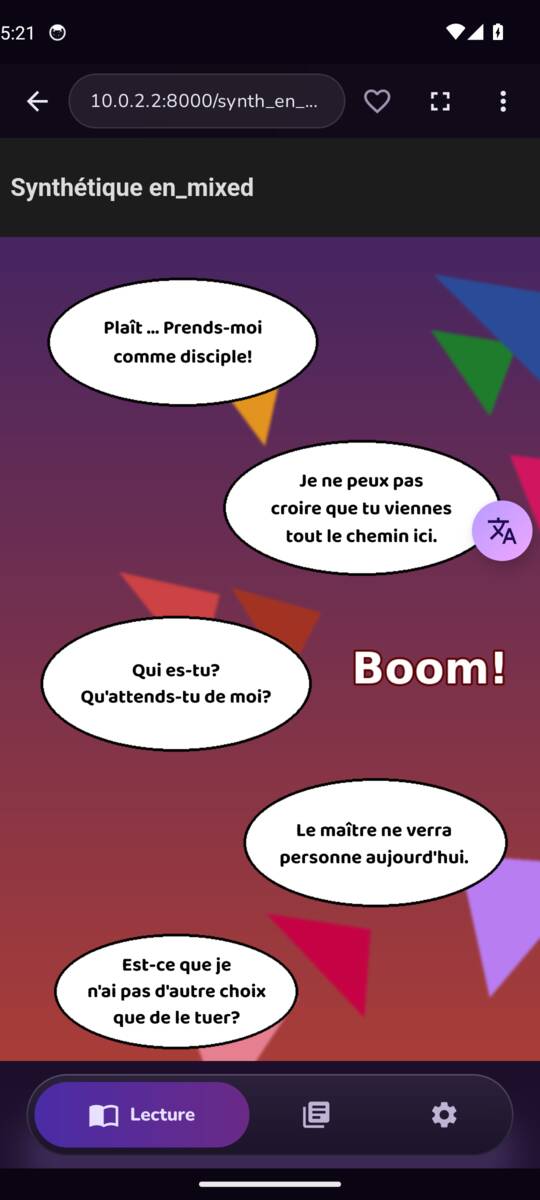 5:21
10.0.2.2:8000/synth_en_...
Synthétique en_mixed
Plaît ... Prends-moi
comme disciple!
Je ne peux pas
croire que tu viennes
tout le chemin ici.
Qui es-tu?
Qu'attends-tu de moi?
Boom!
Le maître ne verra
personne aujourd'hui.
Est-ce que je
n'ai pas d'autre choix
que de le tuer?
Lecture